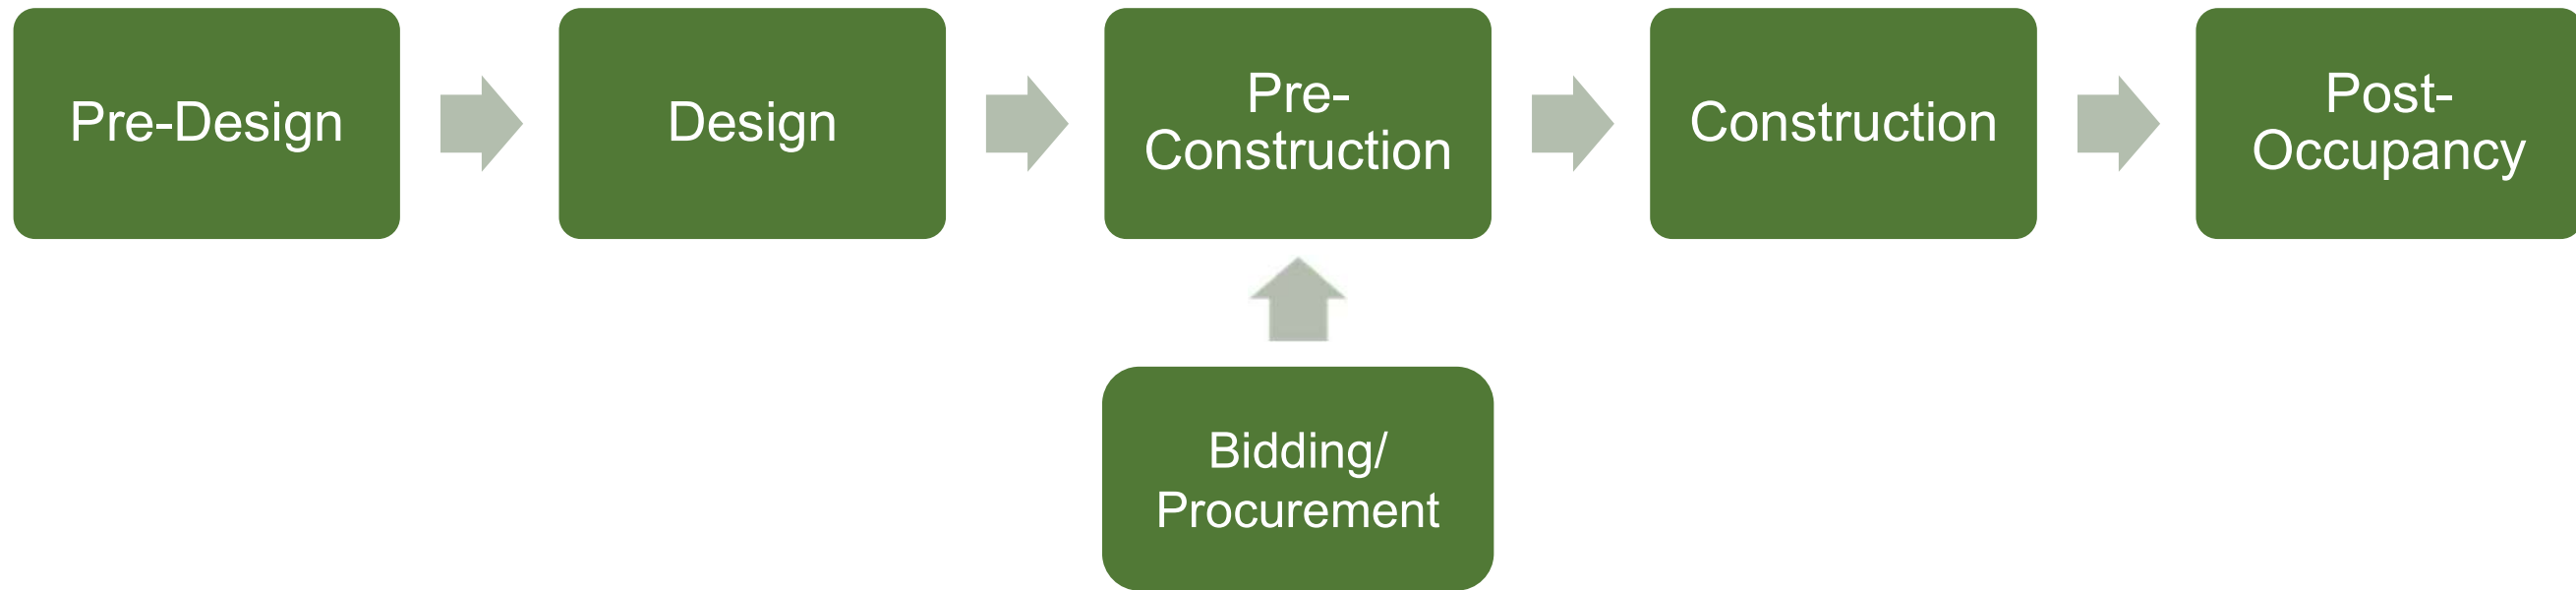 Pre-Design
Design
Pre-
Construction
Construction
Post-
Occupancy
Bidding/
Procurement